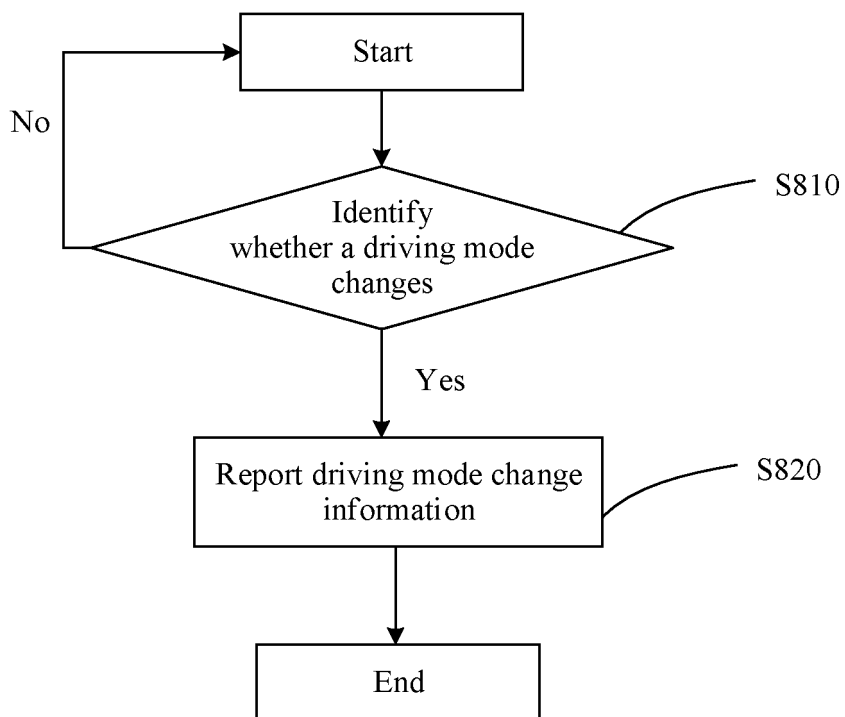 Start
No
Identify
whether a driving mode
changes
S810
Yes
Report driving mode change
information
S820
End